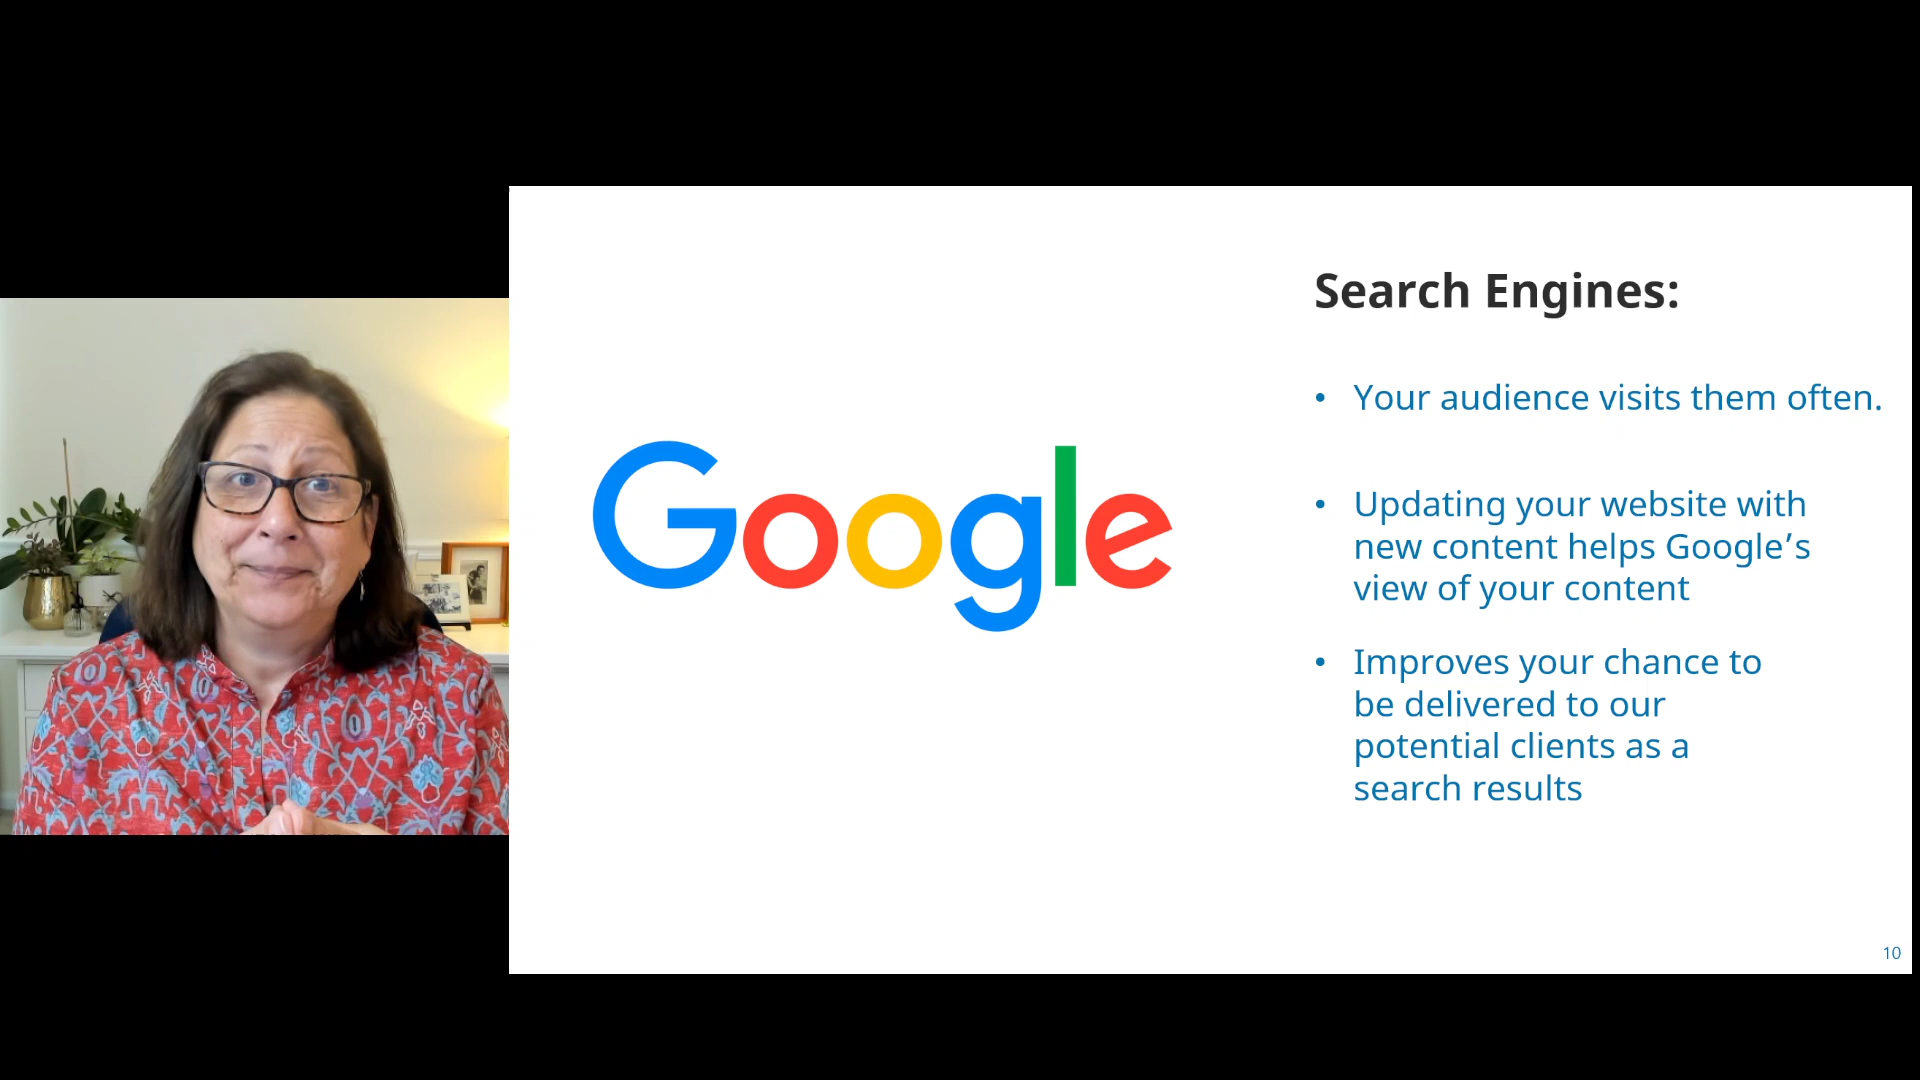 Google
Search Engines:
• Your audience visits them often.
• Updating your website with
new content helps Google’s
view of your content
• Improves your chance to
be delivered to our
potential clients as a
search results
10